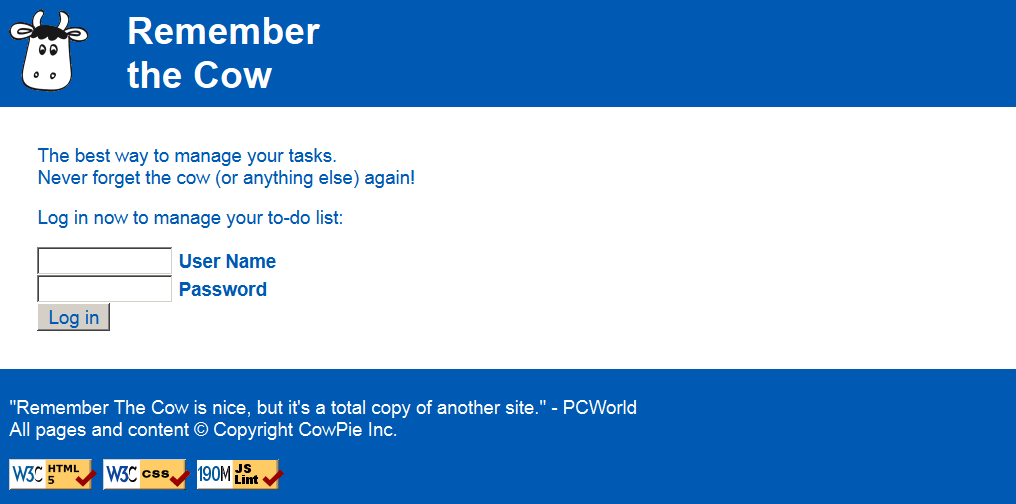 Remember
the Cow
The best way to manage your tasks.
Never forget the cow (or anything else) again!
Log in now to manage your to-do list:
User Name
Password
Log in
"Remember The Cow is nice, but it's a total copy of another site." - PCWorld
All pages and content © Copyright CowPie Inc.
W3C HTML 5 W3C css 190M JS Lint